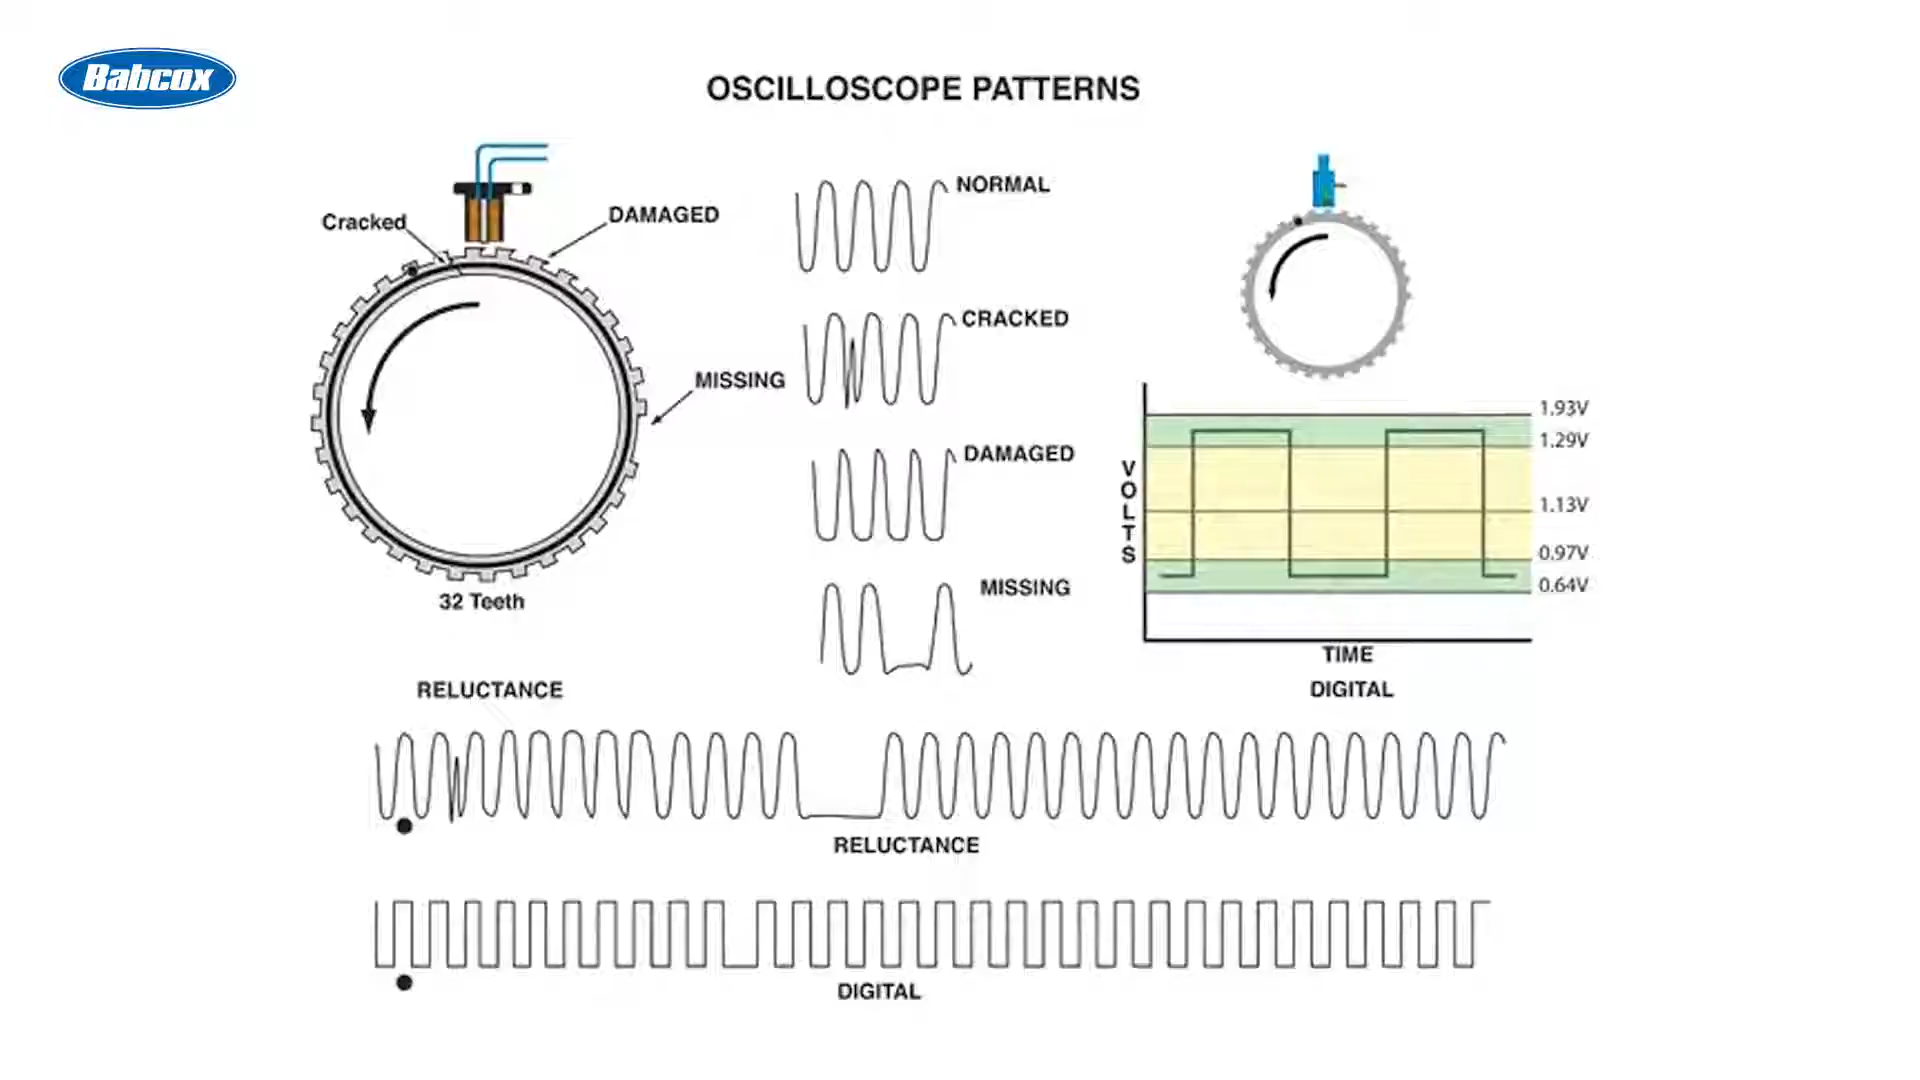 Babcox
OSCILLOSCOPE PATTERNS
Cracked
DAMAGED
MISSING
32 Teeth
RELUCTANCE
NORMAL
CRACKED
DAMAGED
MISSING
VOLTS
1.93V
1.29V
1.13V
0.97V
0.64V
TIME
DIGITAL
RELUCTANCE
DIGITAL